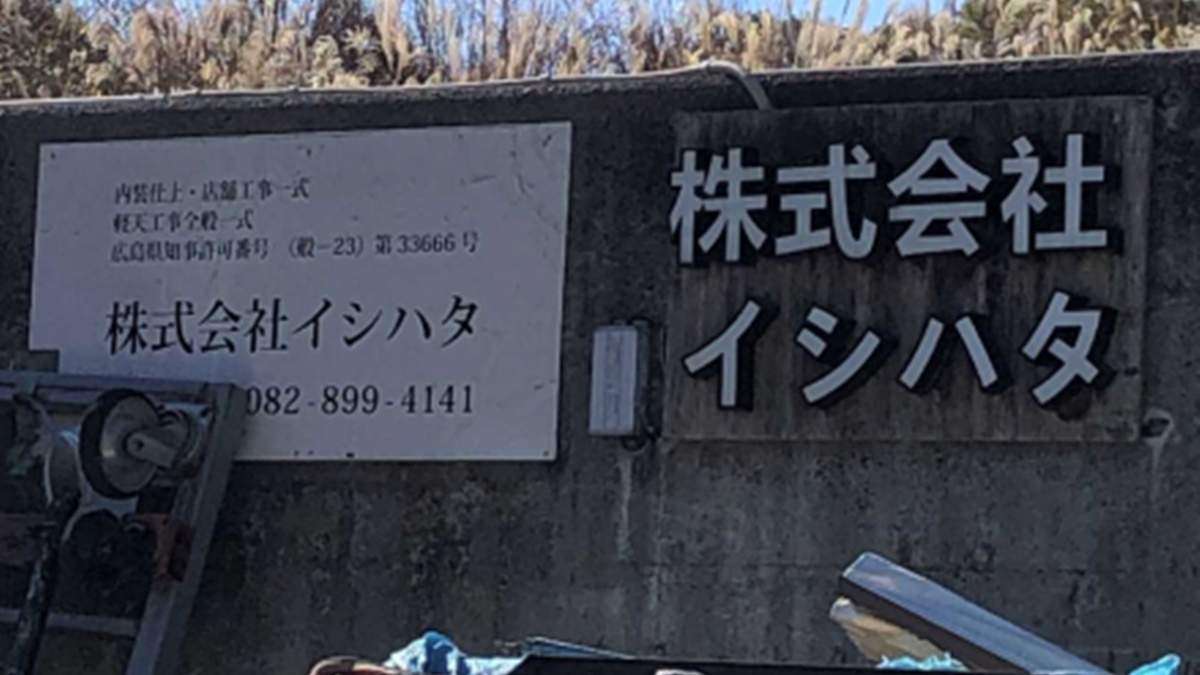 内装仕上・店舗工事一式
軽天工事全般一式
広島県知事許可番号 (般-23) 第33666号
株式会社イシハタ
082-899-4141
株式会社
イシハタ